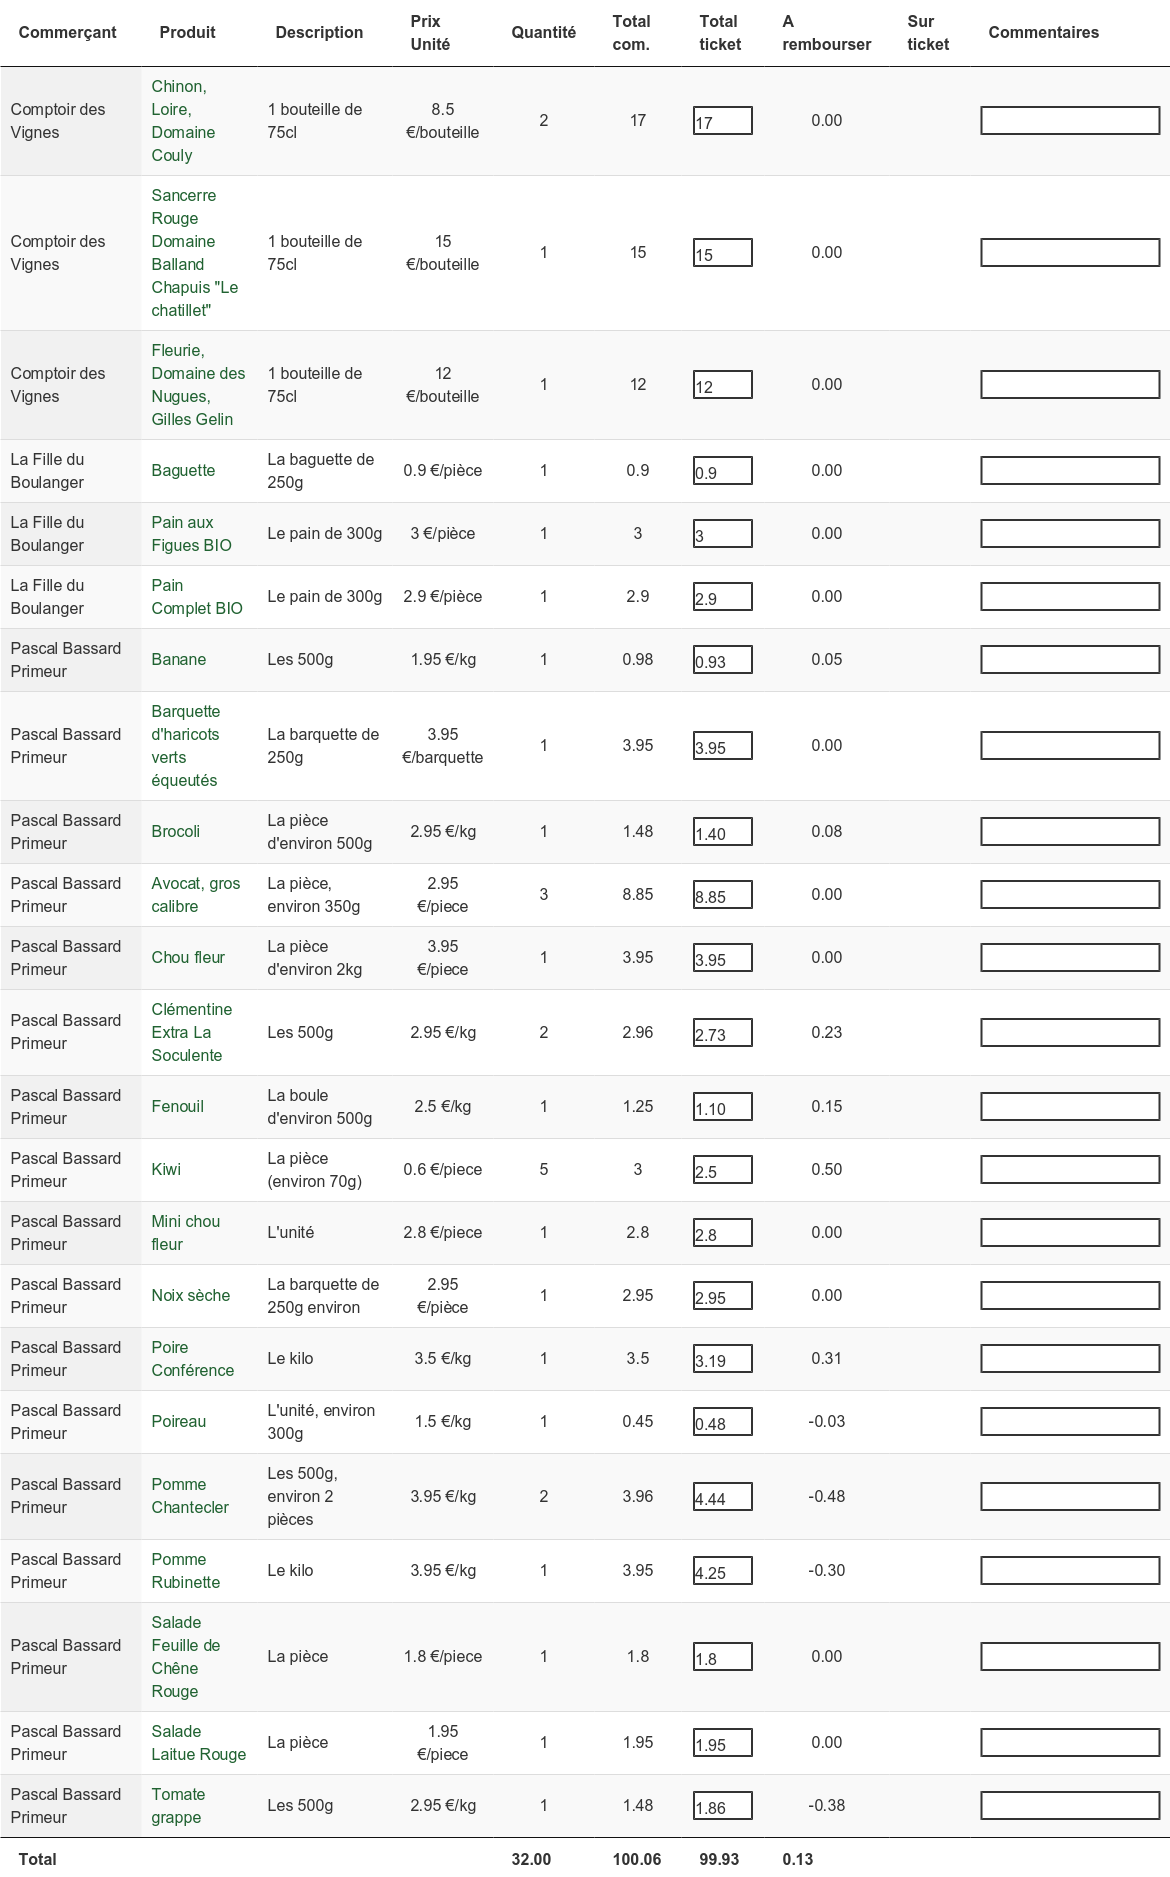 Commerçant Produit Description Prix Unité Quantité Total com. Total ticket A rembourser Sur ticket Commentaires
Comptoir des Vignes Chinon, Loire, Domaine Couly 1 bouteille de 75cl 8.5 €/bouteille 2 17 17 0.00
Comptoir des Vignes Sancerre Rouge Domaine Balland Chapuis "Le chatillet" 1 bouteille de 75cl 15 €/bouteille 1 15 15 0.00
Comptoir des Vignes Fleurie, Domaine des Nugues, Gilles Gelin 1 bouteille de 75cl 12 €/bouteille 1 12 12 0.00
La Fille du Boulanger Baguette La baguette de 250g 0.9 €/pièce 1 0.9 0.9 0.00
La Fille du Boulanger Pain aux Figues BIO Le pain de 300g 3 €/pièce 1 3 3 0.00
La Fille du Boulanger Pain Complet BIO Le pain de 300g 2.9 €/pièce 1 2.9 2.9 0.00
Pascal Bassard Primeur Banane Les 500g 1.95 €/kg 1 0.98 0.93 0.05
Pascal Bassard Primeur Barquette d'haricots verts équeutés La barquette de 250g 3.95 €/barquette 1 3.95 3.95 0.00
Pascal Bassard Primeur Brocoli La pièce d'environ 500g 2.95 €/kg 1 1.48 1.40 0.08
Pascal Bassard Primeur Avocat, gros calibre La pièce, environ 350g 2.95 €/piece 3 8.85 8.85 0.00
Pascal Bassard Primeur Chou fleur La pièce d'environ 2kg 3.95 €/piece 1 3.95 3.95 0.00
Pascal Bassard Primeur Clémentine Extra La Soculente Les 500g 2.95 €/kg 2 2.96 2.73 0.23
Pascal Bassard Primeur Fenouil La boule d'environ 500g 2.5 €/kg 1 1.25 1.10 0.15
Pascal Bassard Primeur Kiwi La pièce (environ 70g) 0.6 €/piece 5 3 2.5 0.50
Pascal Bassard Primeur Mini chou fleur L'unité 2.8 €/piece 1 2.8 2.8 0.00
Pascal Bassard Primeur Noix sèche La barquette de 250g environ 2.95 €/pièce 1 2.95 2.95 0.00
Pascal Bassard Primeur Poire Conférence Le kilo 3.5 €/kg 1 3.5 3.19 0.31
Pascal Bassard Primeur Poireau L'unité, environ 300g 1.5 €/kg 1 0.45 0.48 -0.03
Pascal Bassard Primeur Pomme Chantecler Les 500g, environ 2 pièces 3.95 €/kg 2 3.96 4.44 -0.48
Pascal Bassard Primeur Pomme Rubinette Le kilo 3.95 €/kg 1 3.95 4.25 -0.30
Pascal Bassard Primeur Salade Feuille de Chêne Rouge La pièce 1.8 €/piece 1 1.8 1.8 0.00
Pascal Bassard Primeur Salade Laitue Rouge La pièce 1.95 €/piece 1 1.95 1.95 0.00
Pascal Bassard Primeur Tomate grappe Les 500g 2.95 €/kg 1 1.48 1.86 -0.38
Total 32.00 100.06 99.93 0.13